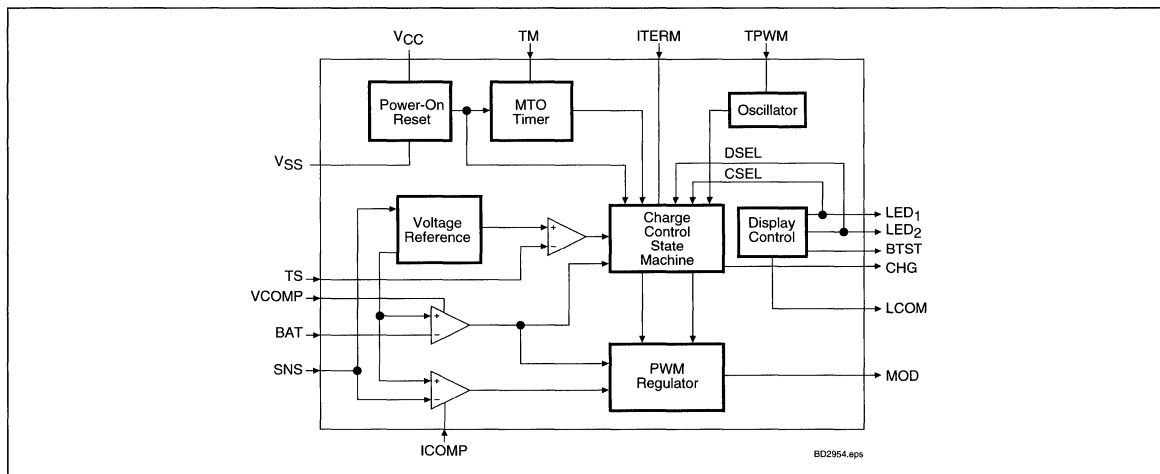 VCC
TM
ITERM
TPWM
Power-On
Reset
MTO
Timer
Oscillator
VSS
DSEL
CSEL
Voltage
Reference
+
−
Charge
Control
State
Machine
Display
Control
LED1
LED2
BTST
CHG
TS
VCOMP
LCOM
BAT
+
−
SNS
PWM
Regulator
MOD
+
−
ICOMP
BD2954.eps